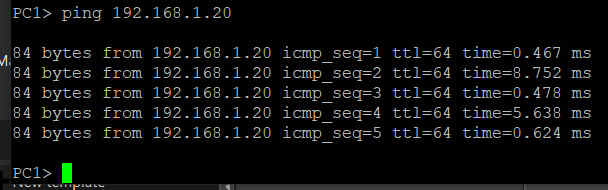 PC1> ping 192.168.1.20
84 bytes from 192.168.1.20 icmp_seq=1 ttl=64 time=0.467 ms
84 bytes from 192.168.1.20 icmp_seq=2 ttl=64 time=8.752 ms
84 bytes from 192.168.1.20 icmp_seq=3 ttl=64 time=0.478 ms
84 bytes from 192.168.1.20 icmp_seq=4 ttl=64 time=5.638 ms
84 bytes from 192.168.1.20 icmp_seq=5 ttl=64 time=0.624 ms
PC1>
New template